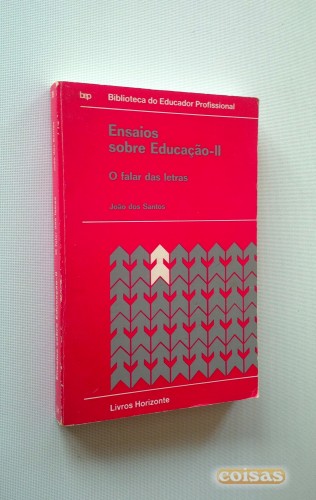 bep Biblioteca do Educador Profissional
Ensaios
sobre Educação-II
O falar das letras
João dos Santos
Livros Horizonte
coisas